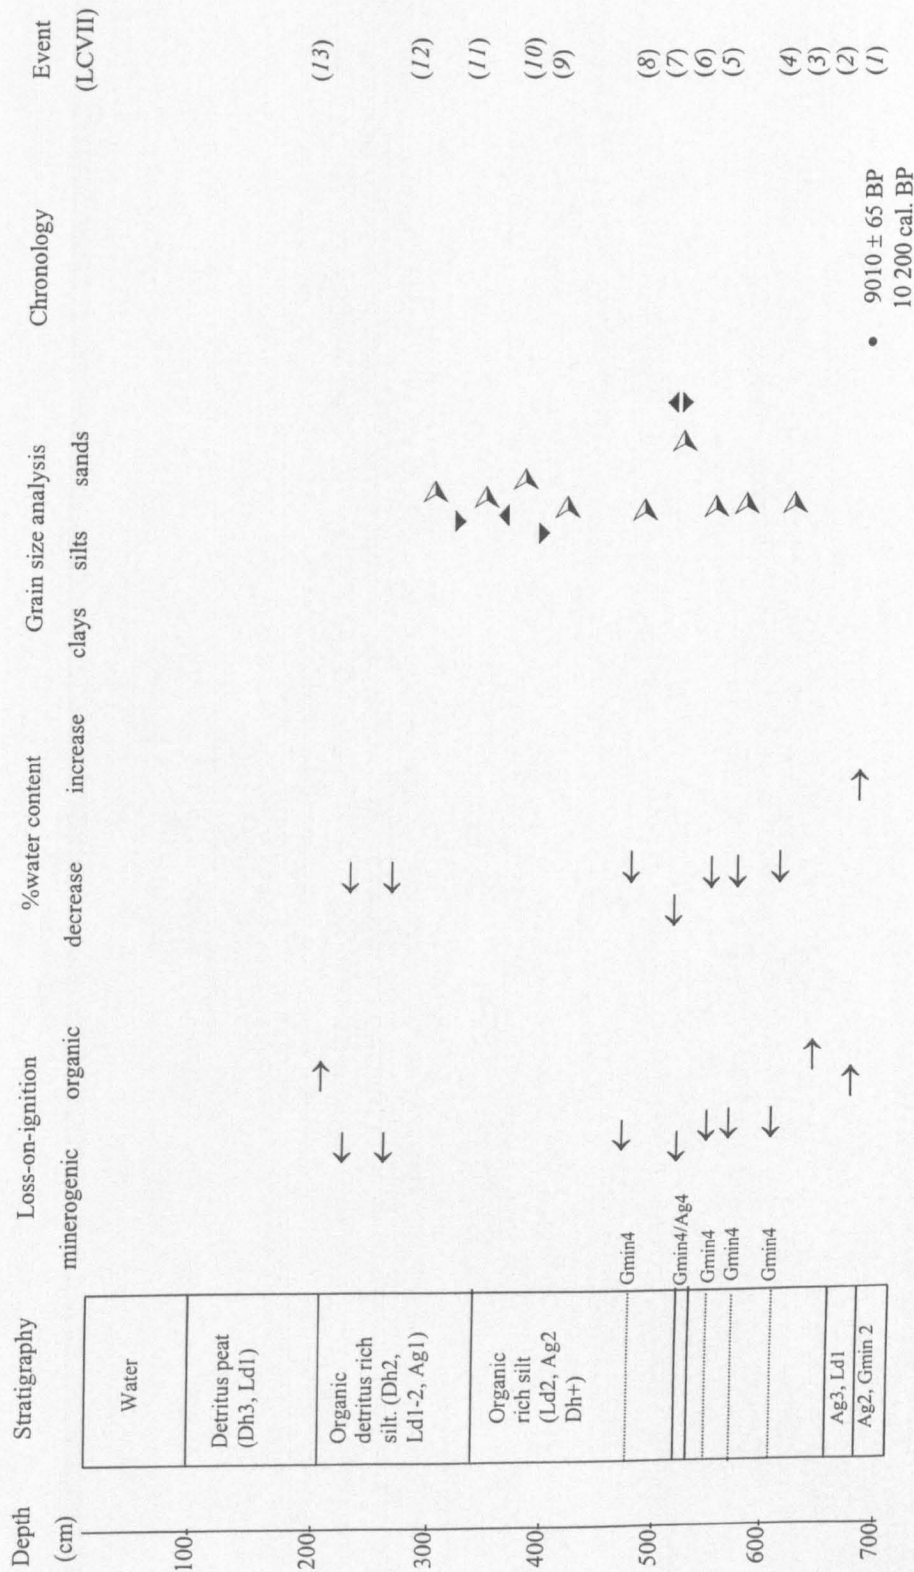 Depth
(cm)
100
200
300
400
500
600
700
Stratigraphy
Water
Detritus peat
(Dh3, Ld1)
Organic
detritus rich
silt. (Dh2,
Ld1-2, Ag1)
Organic
rich silt
(Ld2, Ag2
Dh+)
Ag3, Ld1
Ag2, Gmin 2
Gmin4
Gmin4/Ag4
Gmin4
Gmin4
Gmin4
Loss-on-ignition
minerogenic organic
%water content
decrease increase
Grain size analysis
clays silts sands
Chronology
• 9010 ± 65 BP
10 200 cal. BP
Event
(LCVII)
(13)
(12)
(11)
(10)
(9)
(8)
(7)
(6)
(5)
(4)
(3)
(2)
(1)